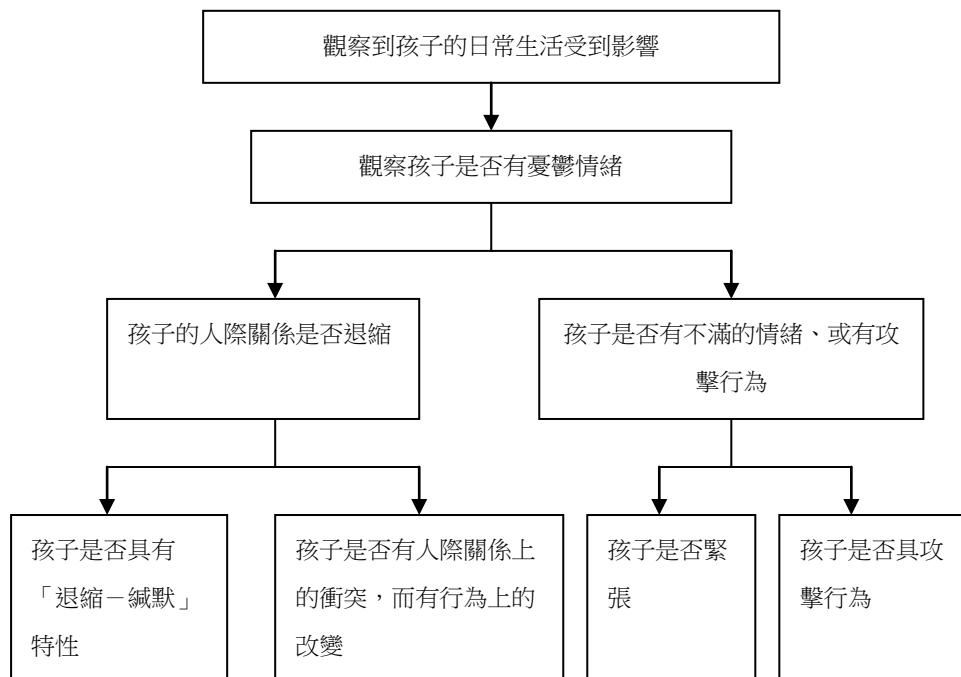 觀察到孩子的日常生活受到影響
觀察孩子是否有憂鬱情緒
孩子的人際關係是否退縮
孩子是否有不滿的情緒、或有攻
擊行為
孩子是否具有
「退縮－緘默」
特性
孩子是否有人際關係上
的衝突，而有行為上的
改變
孩子是否緊
張
孩子是否具攻
擊行為